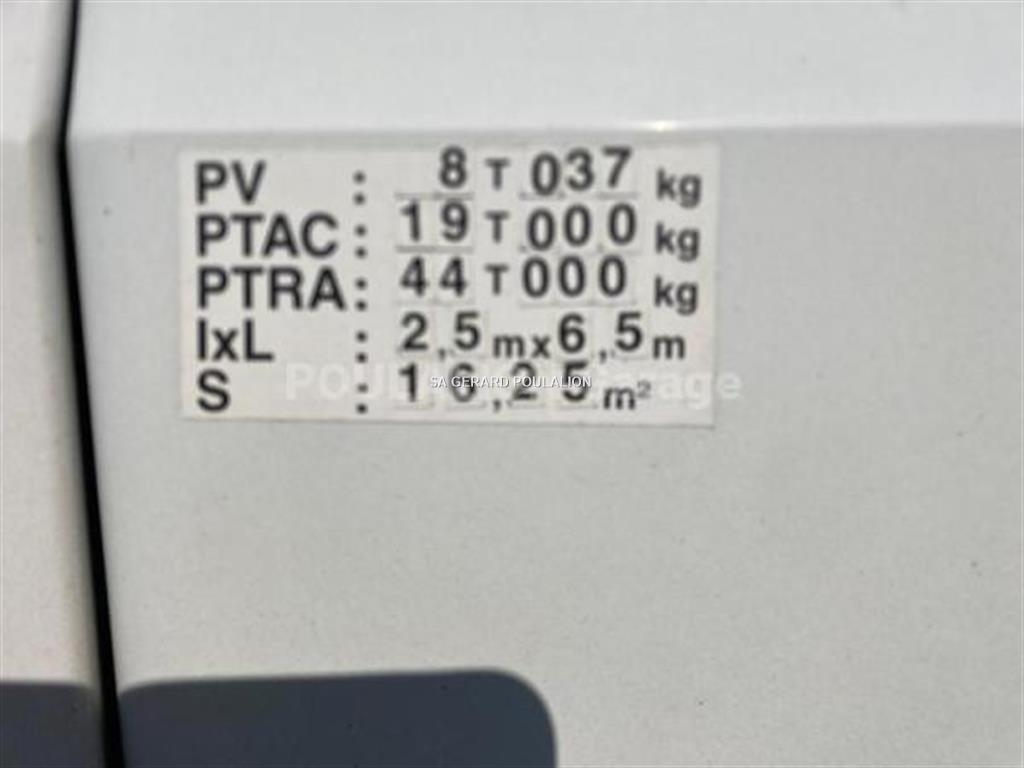 PV : 8 T 037 kg
PTAC : 19 T 000 kg
PTRA : 44 T 000 kg
lxL : 2,5 m x 6,5 m
S : 16,25 m²
SA GERARD POULALION